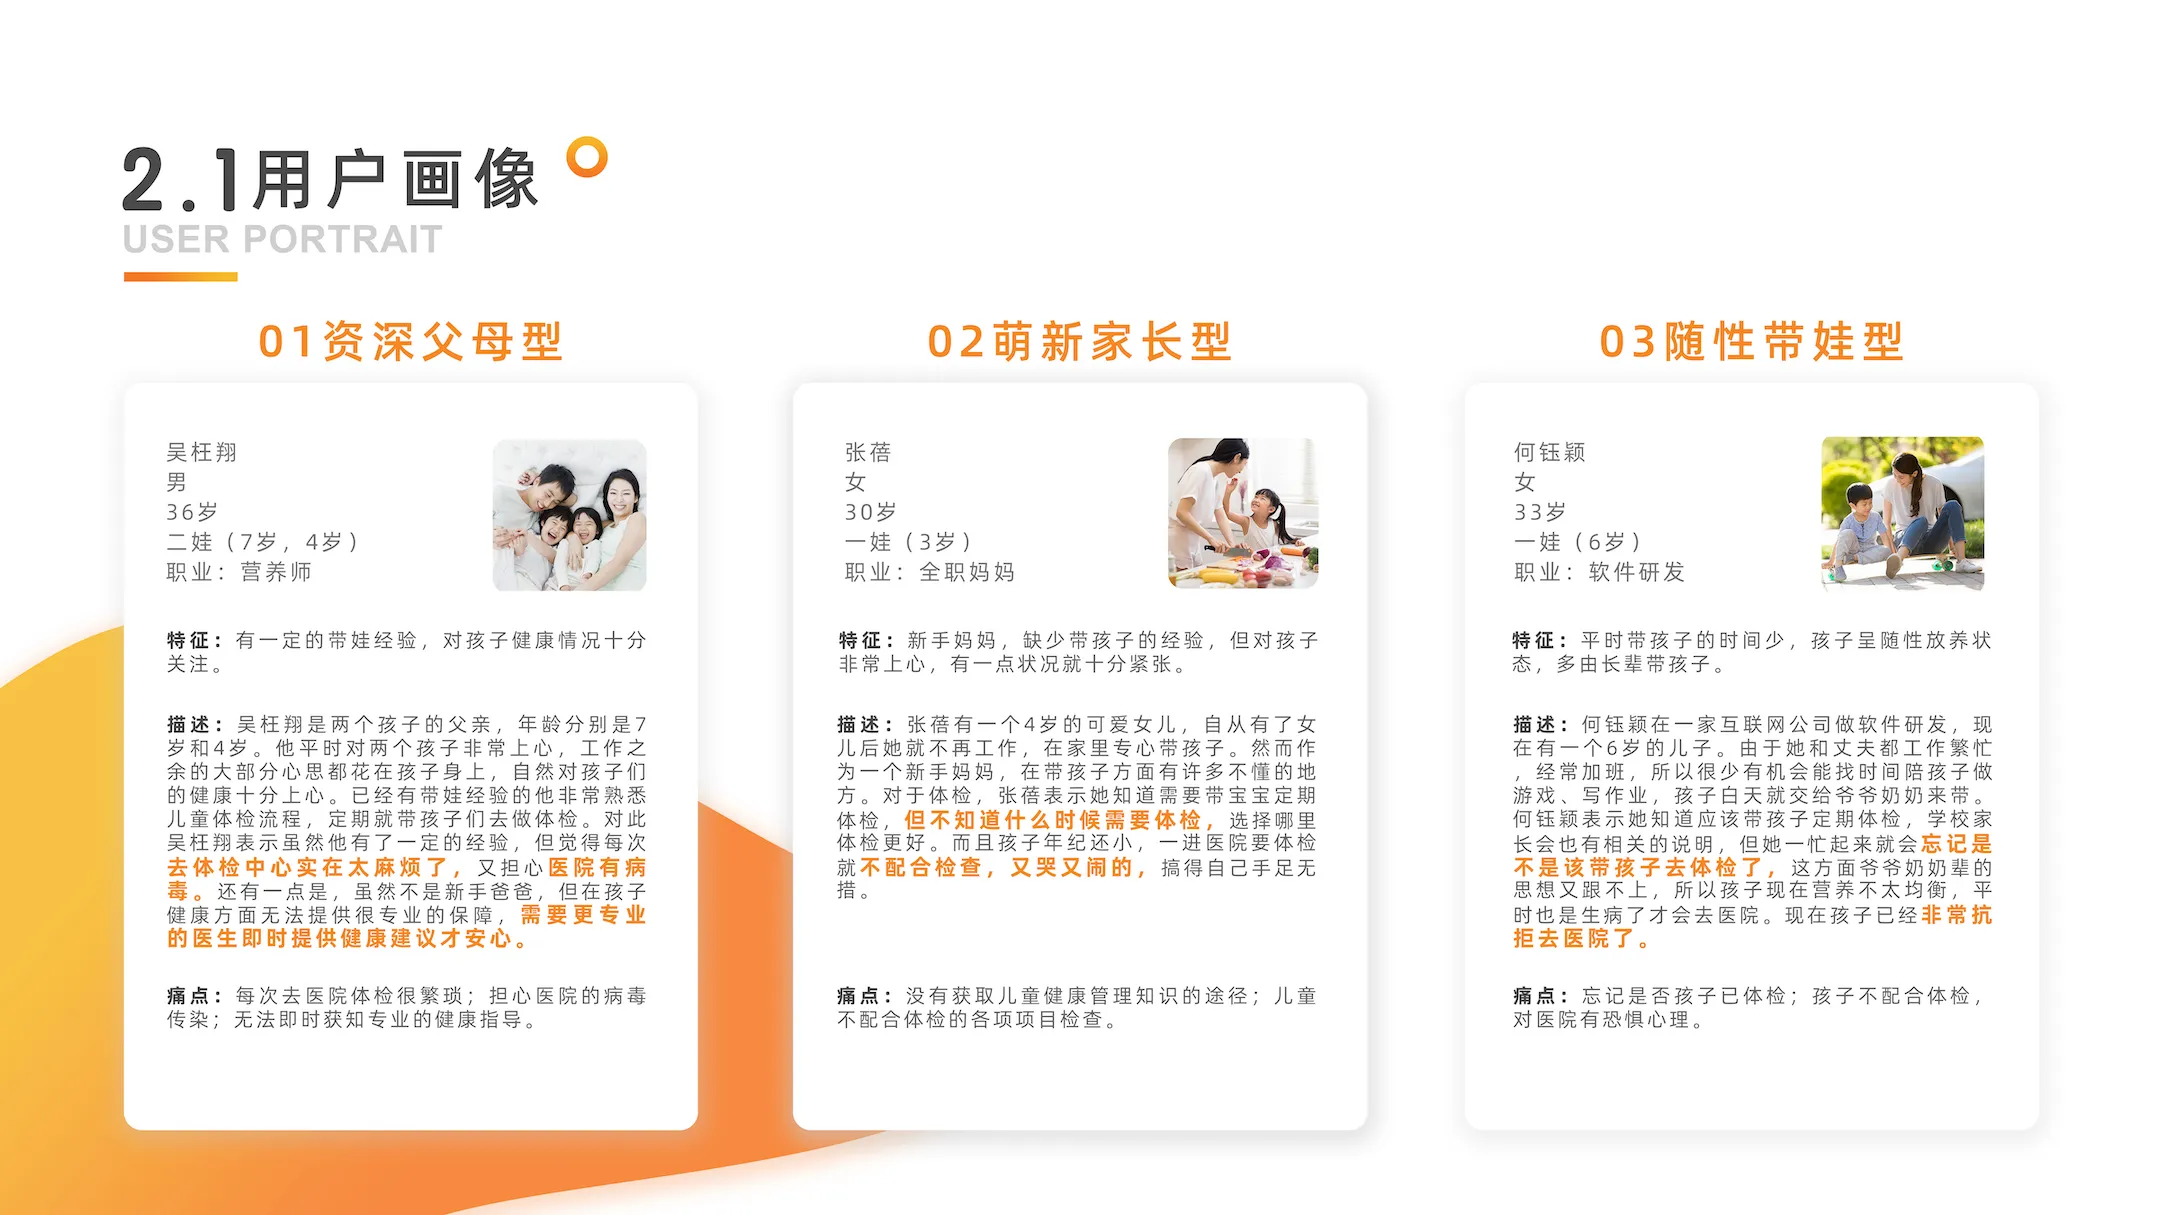 2.1用户画像
USER PORTRAIT
01资深父母型
吴枉翔
男
36岁
二娃（7岁，4岁）
职业：营养师
特征：有一定的带娃经验，对孩子健康情况十分
关注。
描述：吴枉翔是两个孩子的父亲，年龄分别是7
岁和4岁。他平时对两个孩子非常上心，工作之
余的大部分心思都花在孩子身上，自然对孩子们
的健康十分上心。已经有带娃经验的他非常熟悉
儿童体检流程，定期就带孩子们去做体检。对此
吴枉翔表示虽然他有了一定的经验，但觉得每次
去体检中心实在太麻烦了，又担心医院有病
毒。还有一点是，虽然不是新手爸爸，但在孩子
健康方面无法提供很专业的保障，需要更专业
的医生即时提供健康建议才安心。
痛点：每次去医院体检很繁琐；担心医院的病毒
传染；无法即时获知专业的健康指导。
02萌新家长型
张蓓
女
30岁
一娃（3岁）
职业：全职妈妈
特征：新手妈妈，缺少带孩子的经验，但对孩子
非常上心，有一点状况就十分紧张。
描述：张蓓有一个4岁的可爱女儿，自从有了女
儿后她就不再工作，在家里专心带孩子。然而作
为一个新手妈妈，在带孩子方面有许多不懂的地
方。对于体检，张蓓表示她知道需要带宝宝定期
体检，但不知道什么时候需要体检，选择哪里
体检更好。而且孩子年纪还小，一进医院要体检
就不配合检查，又哭又闹的，搞得自己手足无
措。
痛点：没有获取儿童健康管理知识的途径；儿童
不配合体检的各项项目检查。
03随性带娃型
何钰颖
女
33岁
一娃（6岁）
职业：软件研发
特征：平时带孩子的时间少，孩子呈随性放养状
态，多由长辈带孩子。
描述：何钰颖在一家互联网公司做软件研发，现
在有一个6岁的儿子。由于她和丈夫都工作繁忙
，经常加班，所以很少有机会能找时间陪孩子做
游戏、写作业，孩子白天就交给爷爷奶奶来带。
何钰颖表示她知道应该带孩子定期体检，学校家
长会也有相关的说明，但她一忙起来就会忘记是
不是该带孩子去体检了，这方面爷爷奶奶辈的
思想又跟不上，所以孩子现在营养不太均衡，平
时也是生病了才会去医院。现在孩子已经非常抗
拒去医院了。
痛点：忘记是否孩子已体检；孩子不配合体检，
对医院有恐惧心理。